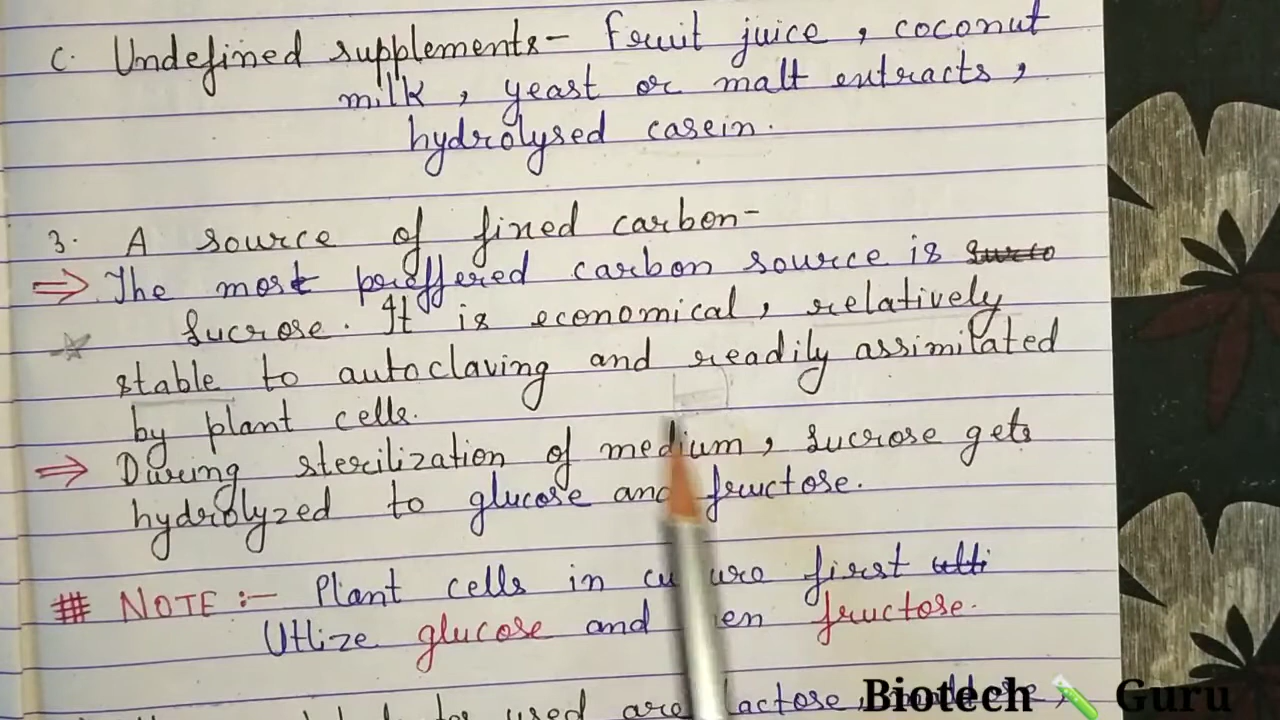 c. Undefined supplements - fruit juice, coconut
milk, yeast or malt extracts,
hydrolysed casein.
3. A source of fixed carbon-
⇒ The most preffered carbon source is
Sucrose. It is economical, relatively
stable to autoclaving and readily assimilated
by plant cells.
⇒ During sterilization of medium, sucrose gets
hydrolyzed to glucose and fructose.
# NOTE :- Plant cells in first
Utlize glucose and fructose.
used are lactose,
Biotech Guru